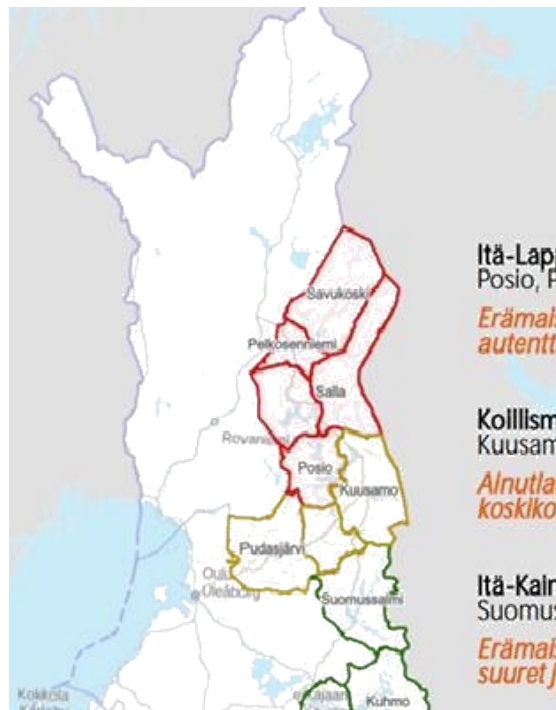 Savukoski
Pelkosenniemi
Salla
Rovaniemi
Posio
Kuusamo
Pudasjärvi
Oulu
Uleåborg
Suomussalmi
Kokkola
Kajaani
Kuhmo
Itä-Lapp
Posio, P
Erämais
autentt
Koillism
Kuusam
Ainutla
koskiko
Itä-Kain
Suomus
Erämais
suuret j